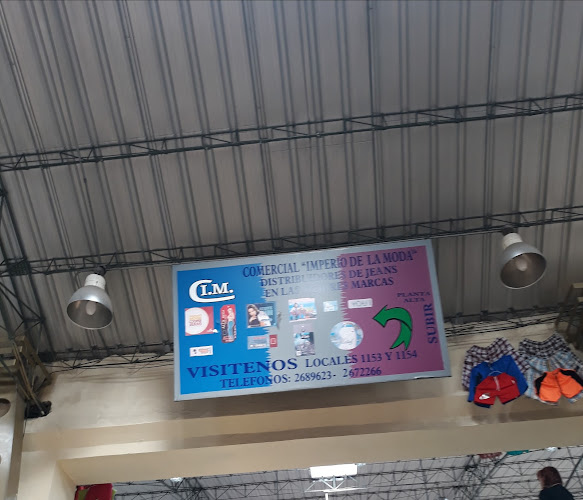 C.I.M.
COMERCIAL "IMPERIO DE LA MODA"
DISTRIBUIDORES DE JEANS
EN LAS MARCAS
PLANTA
ALTA
SUBIR
VISITENOS LOCALES 1153 Y 1154
TELEFONOS: 2689623- 2672266